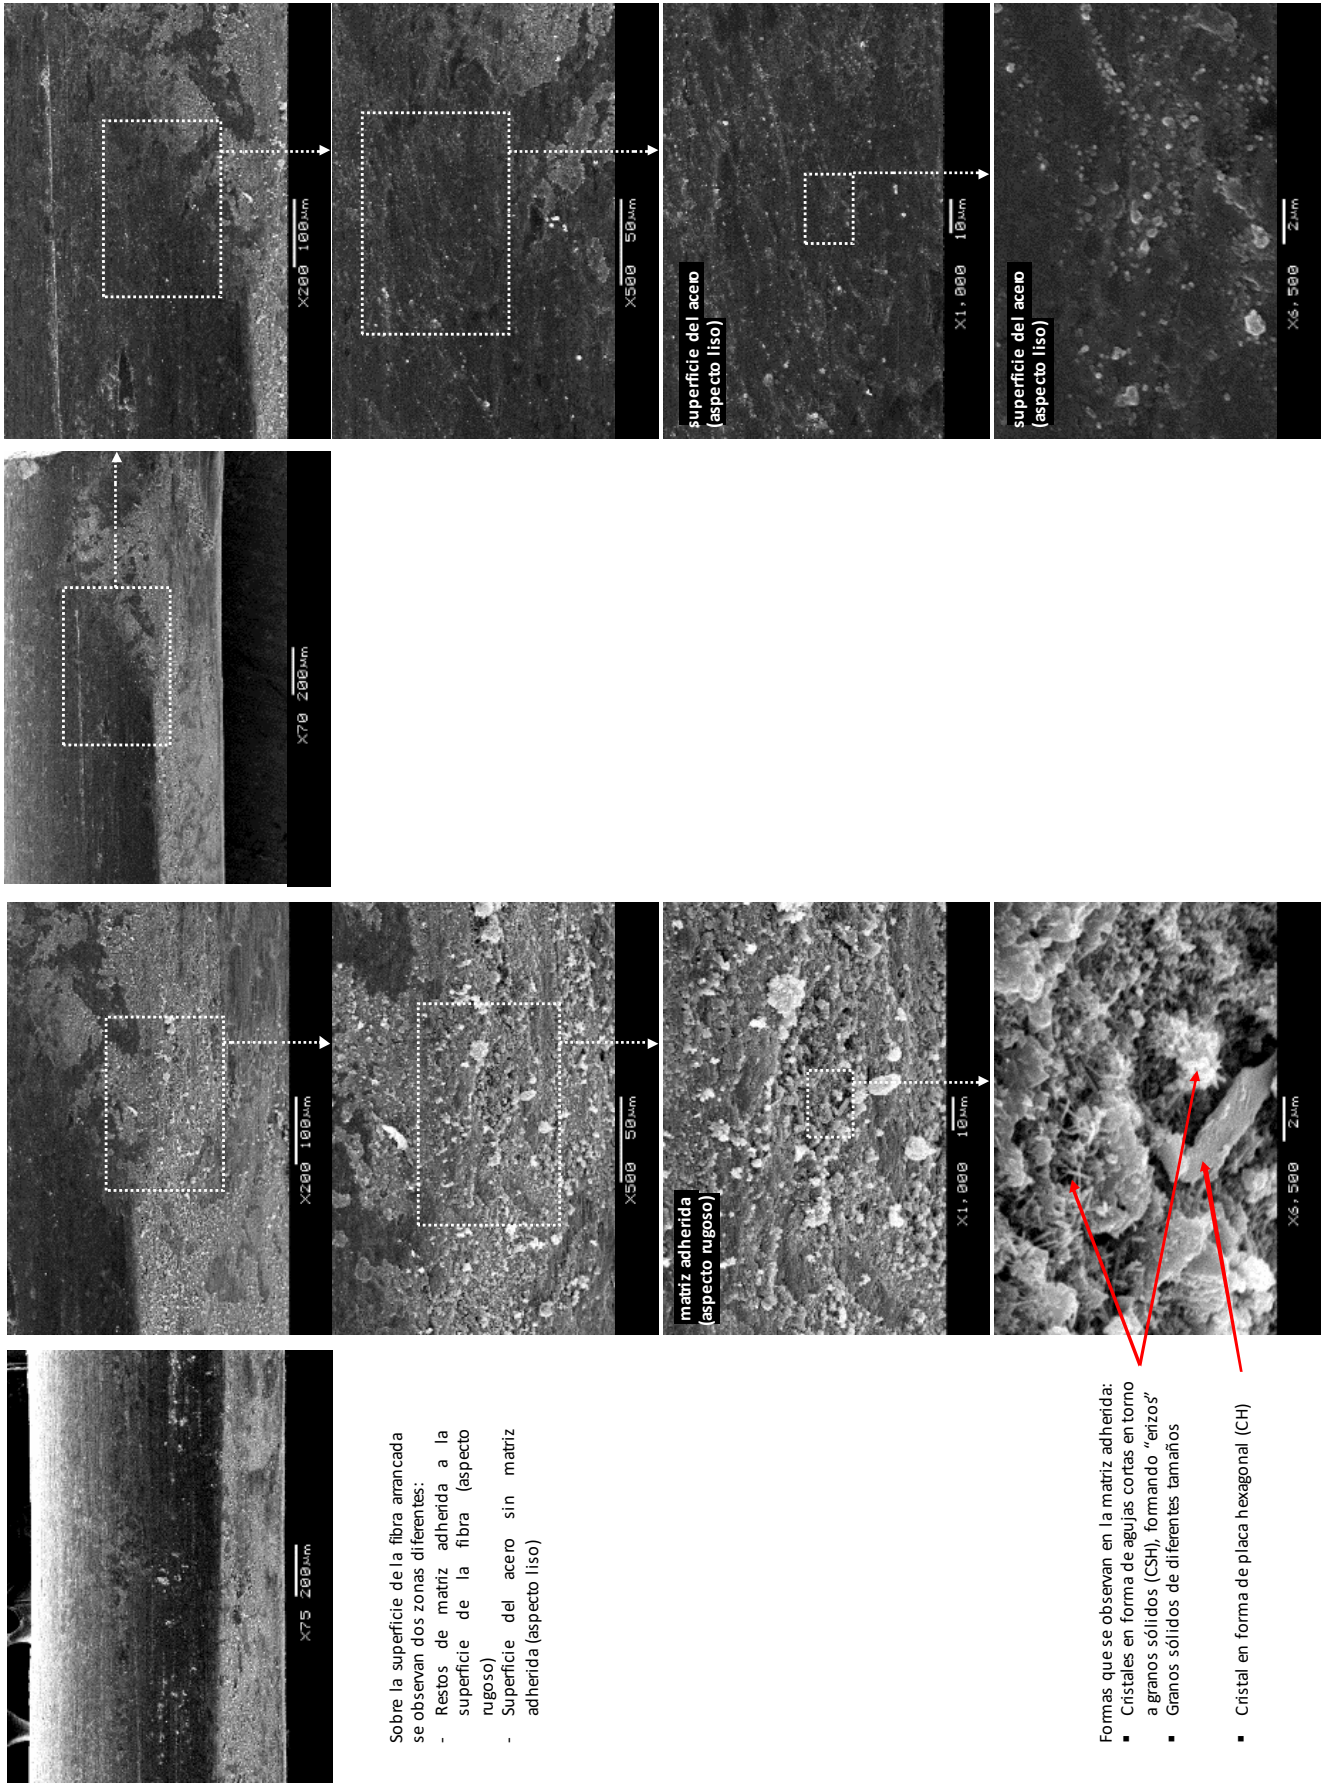 X75 200µm
X200 100µm
X70 200µm
X200 100µm
Sobre la superficie de la fibra arrancada
se observan dos zonas diferentes:
- Restos de matriz adherida a la
superficie de la fibra (aspecto
rugoso)
- Superficie del acero sin matriz
adherida (aspecto liso)
X500 50µm
X500 50µm
matriz adherida
(aspecto rugoso)
X1,000 10µm
superficie del acero
(aspecto liso)
X1,000 10µm
Formas que se observan en la matriz adherida:
▪ Cristales en forma de agujas cortas en torno
a granos sólidos (CSH), formando “erizos”
▪ Granos sólidos de diferentes tamaños
▪ Cristal en forma de placa hexagonal (CH)
X6,500 2µm
superficie del acero
(aspecto liso)
X6,500 2µm